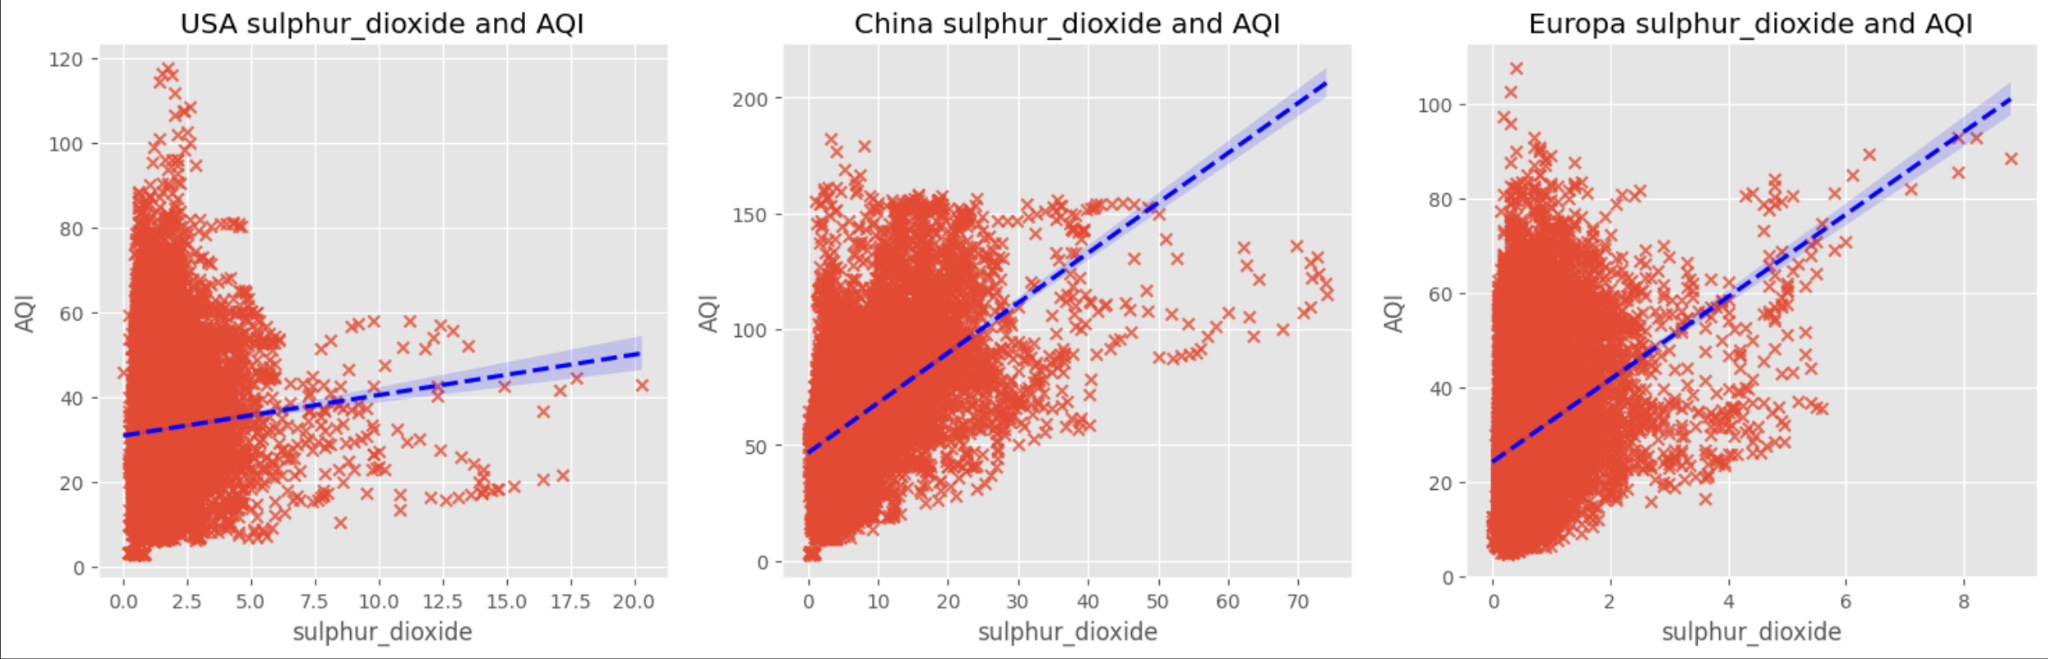 USA sulphur_dioxide and AQI
120
100
80
60
40
20
0
AQI
0.0 2.5 5.0 7.5 10.0 12.5 15.0 17.5 20.0
sulphur_dioxide
China sulphur_dioxide and AQI
200
150
100
50
0
AQI
0 10 20 30 40 50 60 70
sulphur_dioxide
Europa sulphur_dioxide and AQI
100
80
60
40
20
0
AQI
0 2 4 6 8
sulphur_dioxide